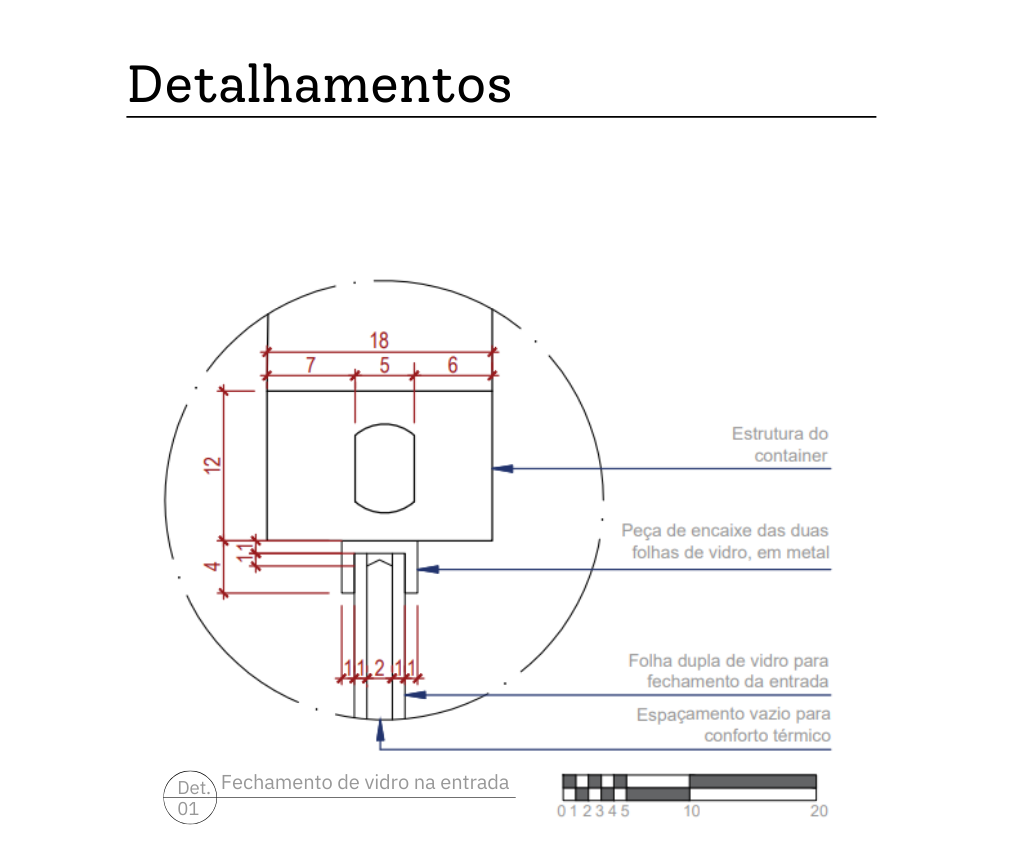 Detalhamentos
18
7 5 6
12
Estrutura do
container
Peça de encaixe das duas
folhas de vidro, em metal
1
1
4
1 1 2 1 1
Folha dupla de vidro para
fechamento da entrada
Espaçamento vazio para
conforto térmico
Det.
01
Fechamento de vidro na entrada
0 1 2 3 4 5 10 20